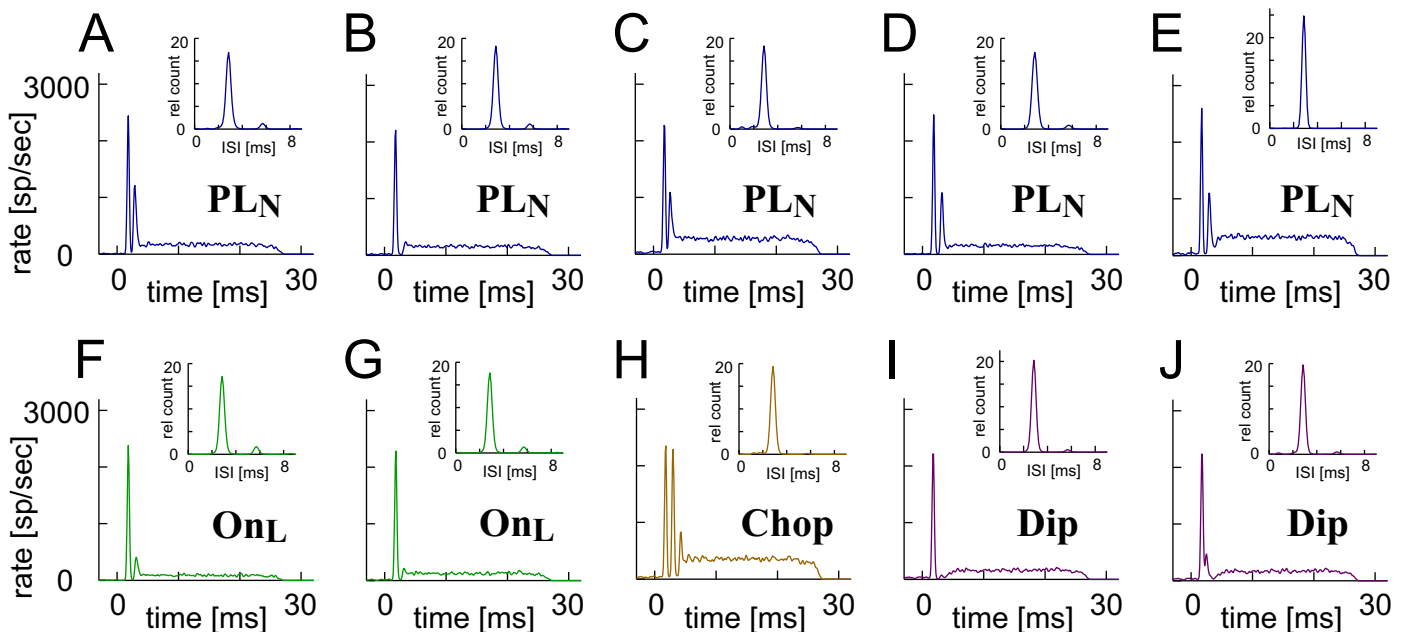 A B C D E
20 20 20 20 20
rel count rel count rel count rel count rel count
0 0 0 0 0
0 ISI [ms] 8 0 ISI [ms] 8 0 ISI [ms] 8 0 ISI [ms] 8 0 ISI [ms] 8
3000
rate [sp/sec]
PLN PLN PLN PLN PLN
0
0 30 0 30 0 30 0 30 0 30
time [ms] time [ms] time [ms] time [ms] time [ms]
F G H I J
20 20 20 20 20
rel count rel count rel count rel count rel count
0 0 0 0 0
0 ISI [ms] 8 0 ISI [ms] 8 0 ISI [ms] 8 0 ISI [ms] 8 0 ISI [ms] 8
3000
rate [sp/sec]
OnL OnL Chop Dip Dip
0
0 30 0 30 0 30 0 30 0 30
time [ms] time [ms] time [ms] time [ms] time [ms]